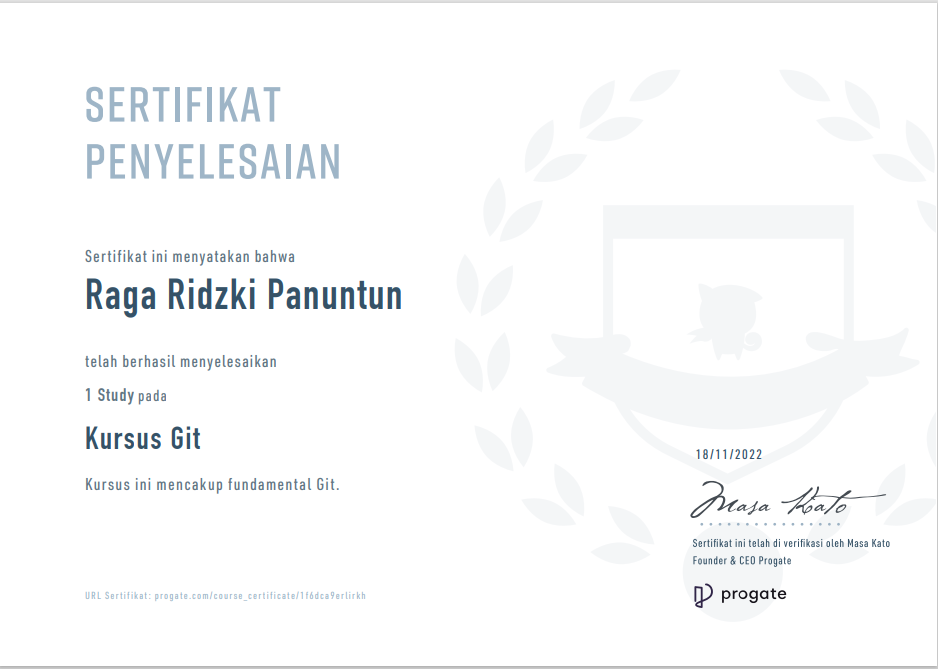 SERTIFIKAT
PENYELESAIAN
Sertifikat ini menyatakan bahwa
Raga Ridzki Panuntun
telah berhasil menyelesaikan
1 Study pada
Kursus Git
Kursus ini mencakup fundamental Git.
18/11/2022
Masa Kato
Sertifikat ini telah di verifikasi oleh Masa Kato
Founder & CEO Progate
progate
URL Sertifikat: progate.com/course_certificate/1f6dca9erlirkh